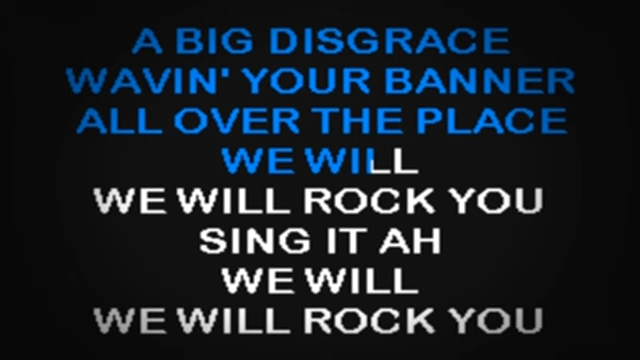 A BIG DISGRACE
WAVIN' YOUR BANNER
ALL OVER THE PLACE
WE WILL
WE WILL ROCK YOU
SING IT AH
WE WILL
WE WILL ROCK YOU